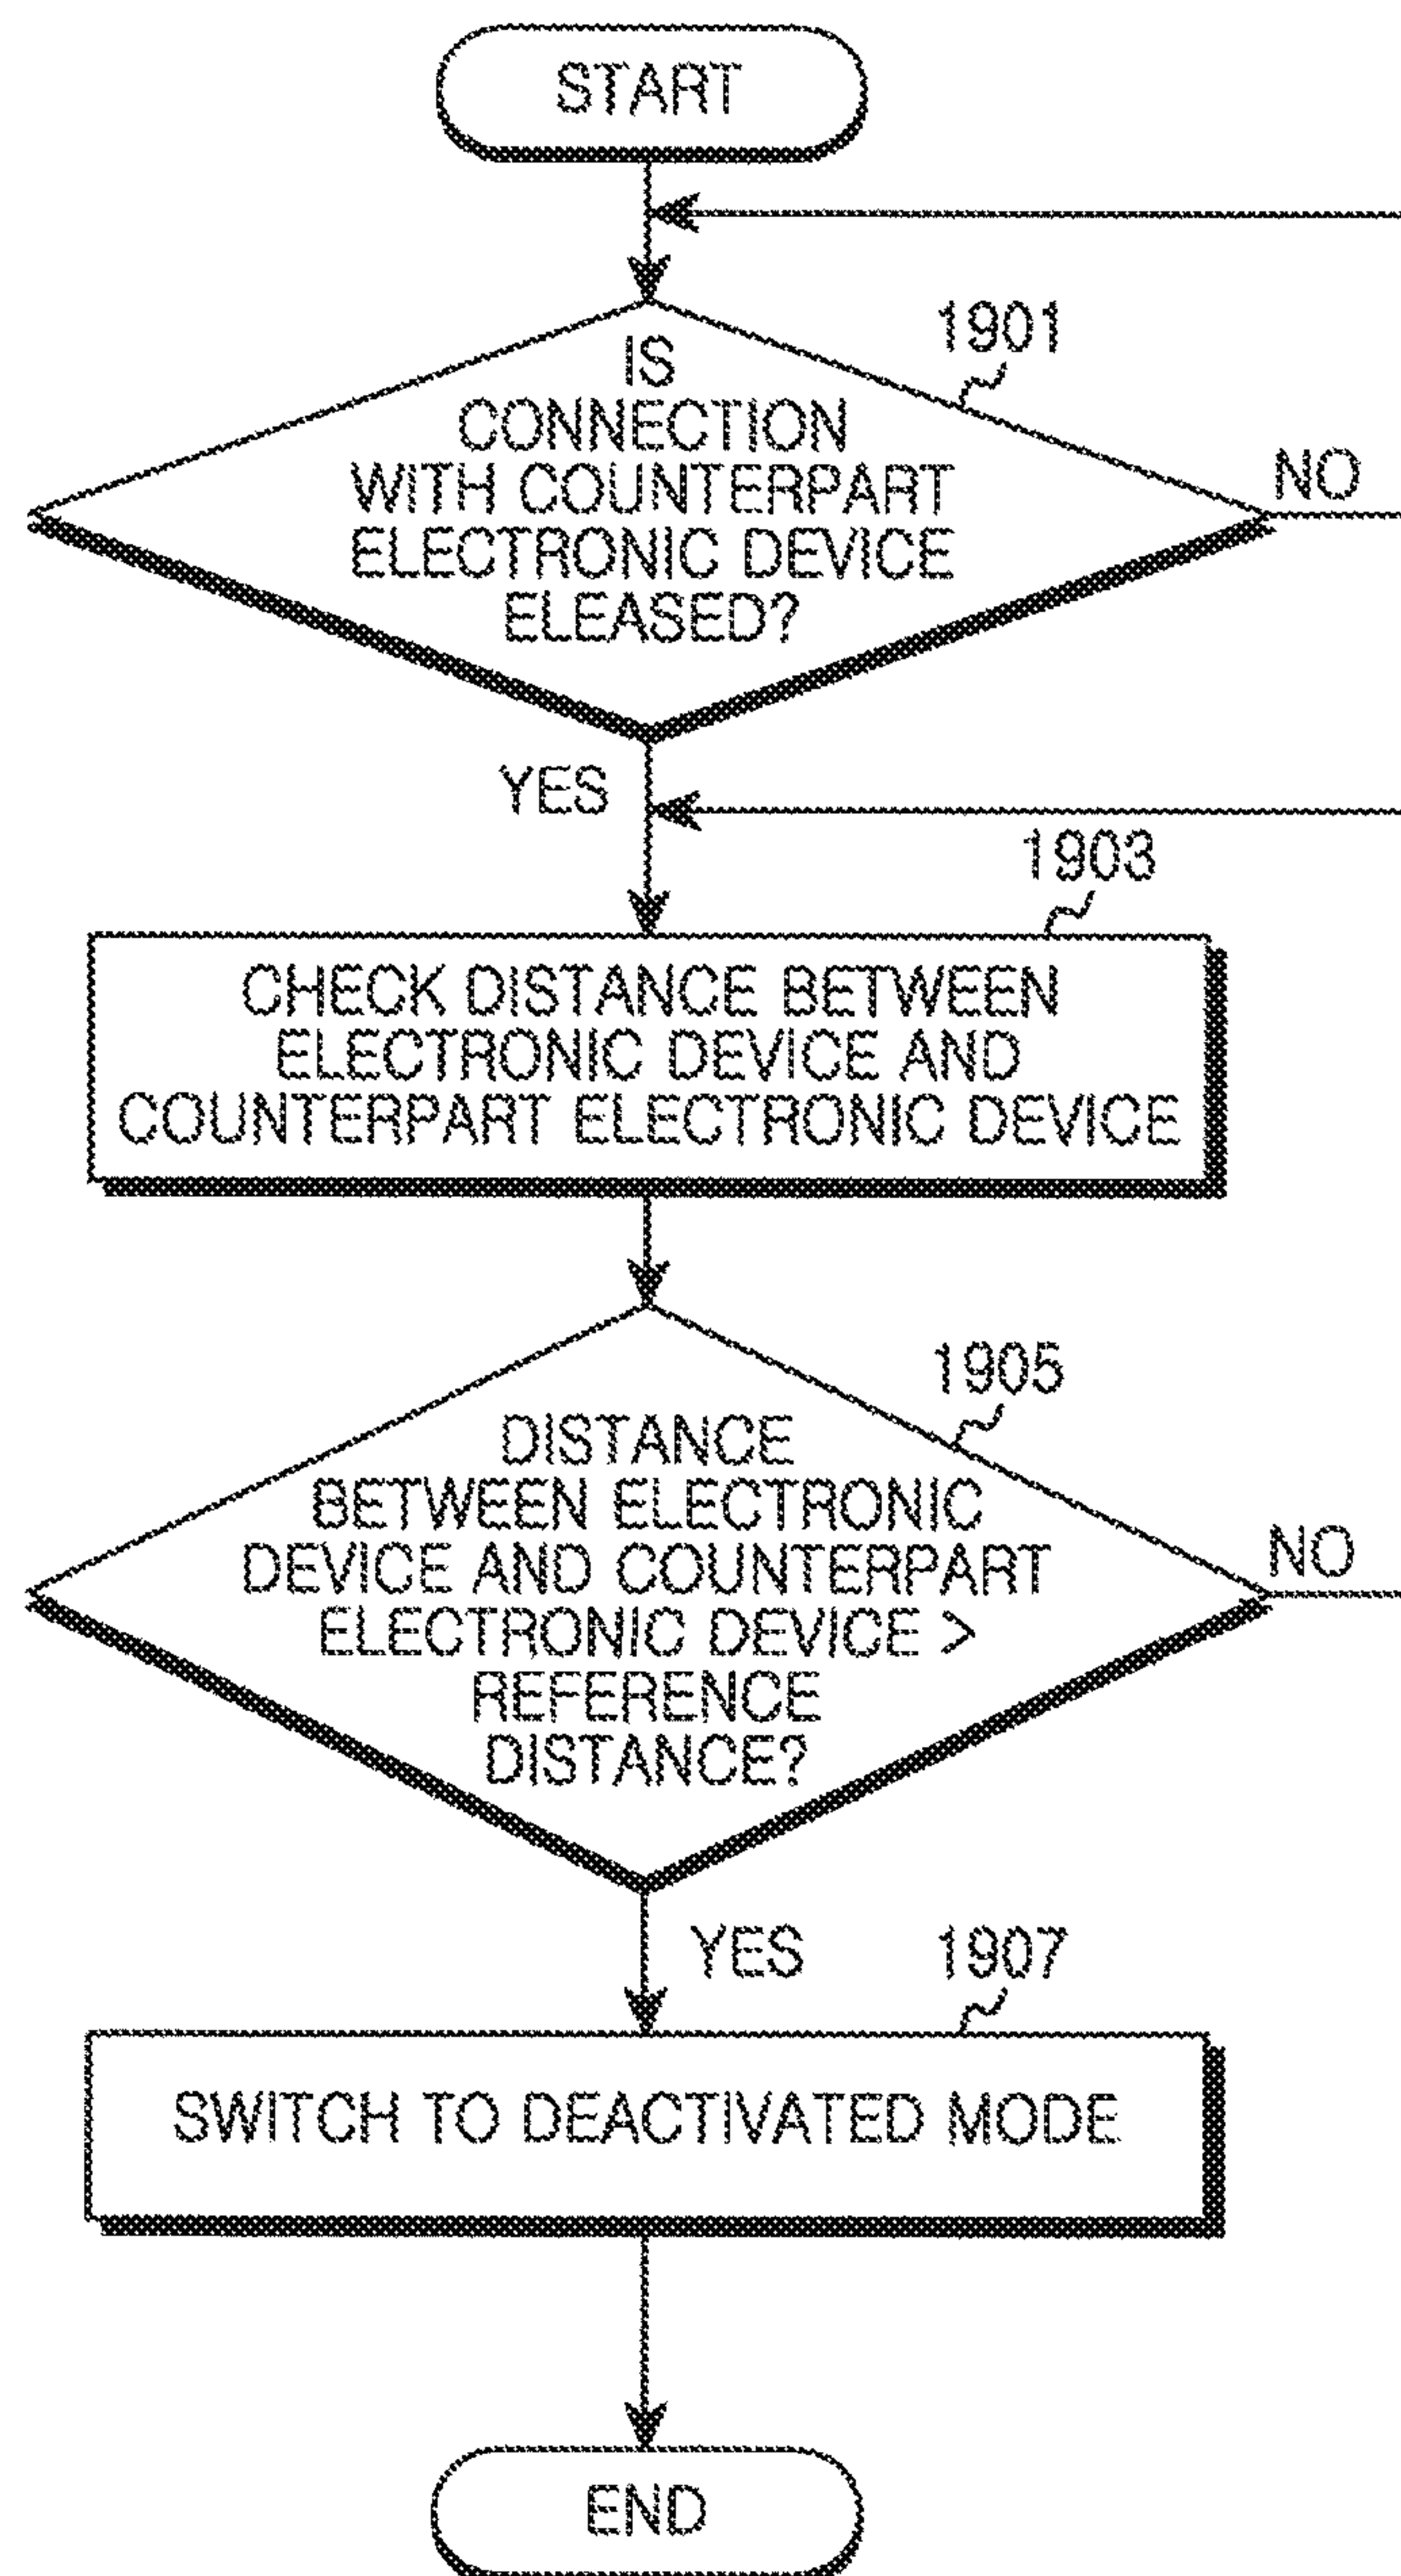 START
1901
IS
CONNECTION
WITH COUNTERPART
ELECTRONIC DEVICE
ELEASED?
NO
YES
1903
CHECK DISTANCE BETWEEN
ELECTRONIC DEVICE AND
COUNTERPART ELECTRONIC DEVICE
1905
DISTANCE
BETWEEN ELECTRONIC
DEVICE AND COUNTERPART
ELECTRONIC DEVICE >
REFERENCE
DISTANCE?
NO
YES
1907
SWITCH TO DEACTIVATED MODE
END